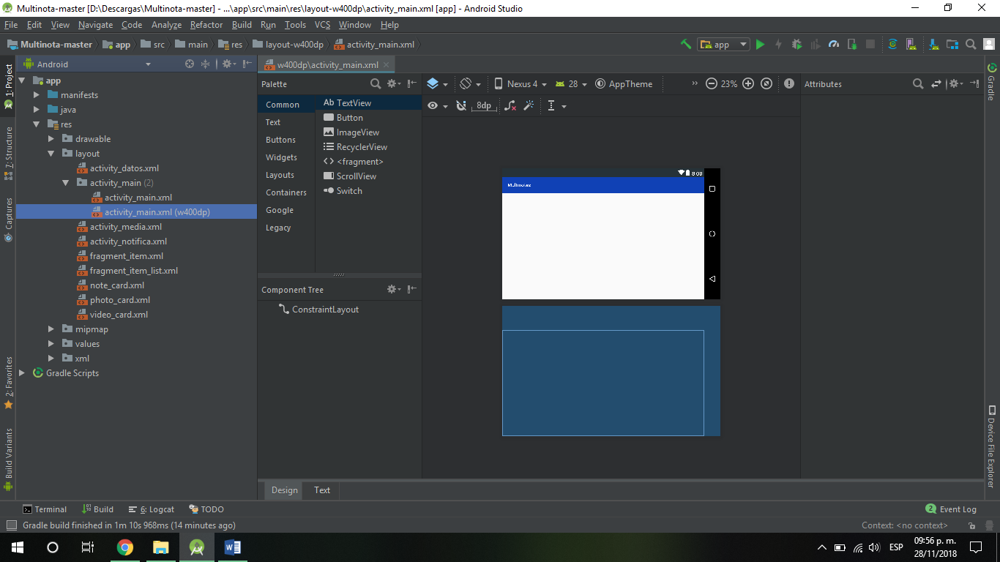 Multinota-master [D:\Descargas\Multinota-master] - ...\app\src\main\res\layout-w400dp\activity_main.xml [app] - Android Studio
File Edit View Navigate Code Analyze Refactor Build Run Tools VCS Window Help
Multinota-master app src main res layout-w400dp activity_main.xml
app
1: Project
7: Structure
Captures
2: Favorites
Build Variants
Android
app
manifests
java
res
drawable
layout
activity_datos.xml
activity_main (2)
activity_main.xml
activity_main.xml (w400dp)
activity_media.xml
activity_notifica.xml
fragment_item.xml
fragment_item_list.xml
note_card.xml
photo_card.xml
video_card.xml
mipmap
values
xml
Gradle Scripts
w400dp\activity_main.xml
Palette
Common
Text
Buttons
Widgets
Layouts
Containers
Google
Legacy
Ab TextView
Button
ImageView
RecyclerView
<fragment>
ScrollView
Switch
Component Tree
ConstraintLayout
Nexus 4 28 AppTheme » 23%
8dp
8:00
Multinotas
Attributes
Gradle
Device File Explorer
Design Text
Terminal Build 6: Logcat TODO
2 Event Log
Gradle build finished in 1m 10s 968ms (14 minutes ago)
Context: <no context>
ESP
09:56 p. m.
28/11/2018